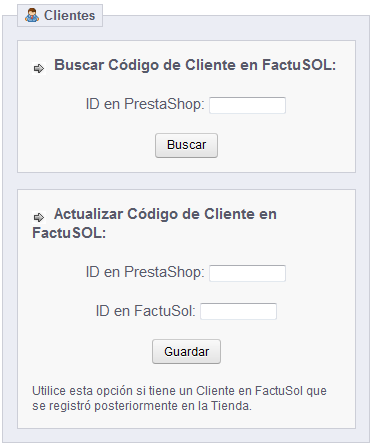 Clientes
Buscar Código de Cliente en FactuSOL:
ID en PrestaShop:
Buscar
Actualizar Código de Cliente en
FactuSOL:
ID en PrestaShop:
ID en FactuSol:
Guardar
Utilice esta opción si tiene un Cliente en FactuSol que
se registró posteriormente en la Tienda.